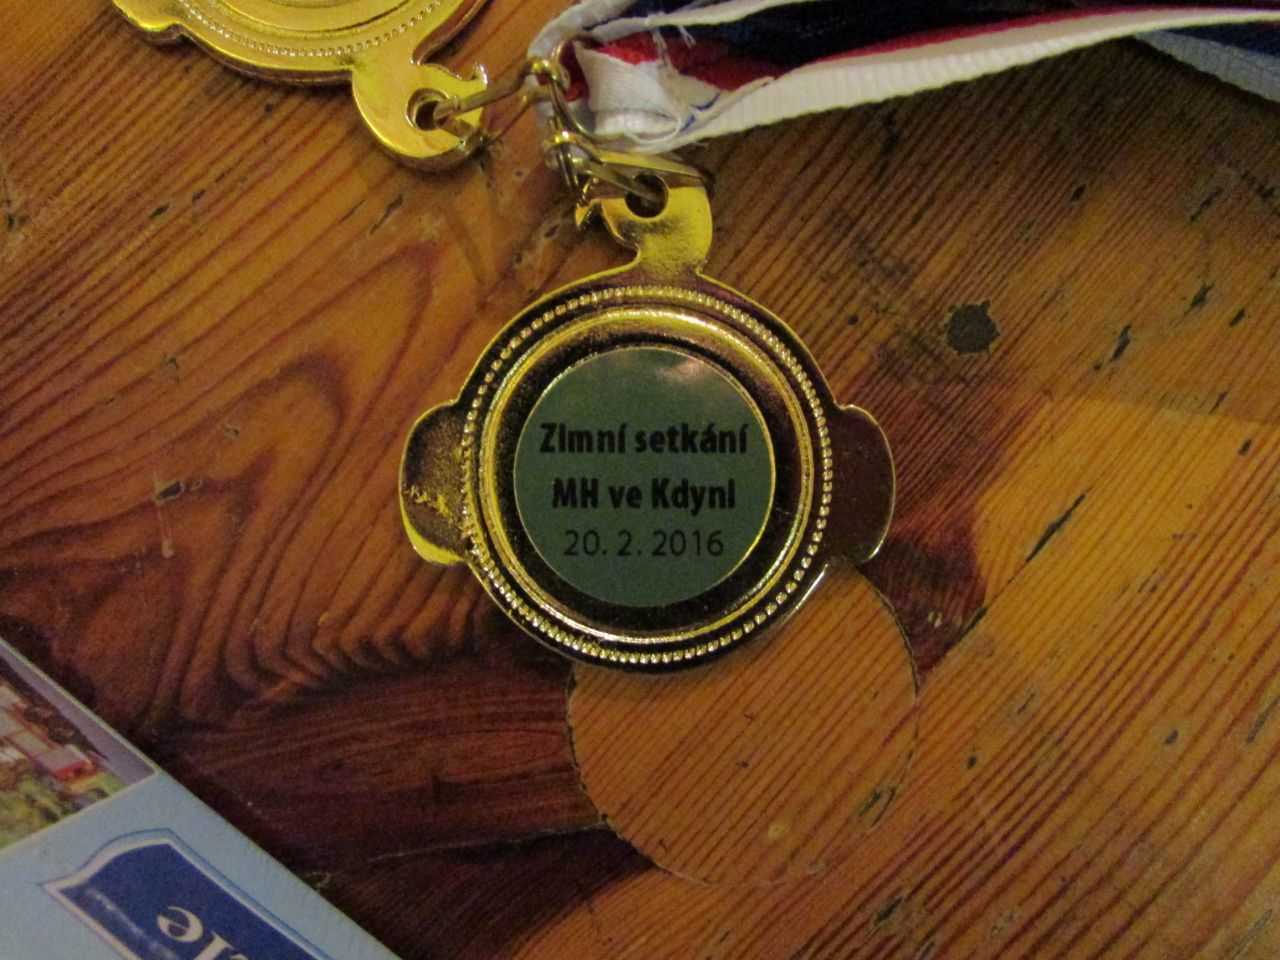 Zimní setkání
MH ve Kdyni
20. 2. 2016